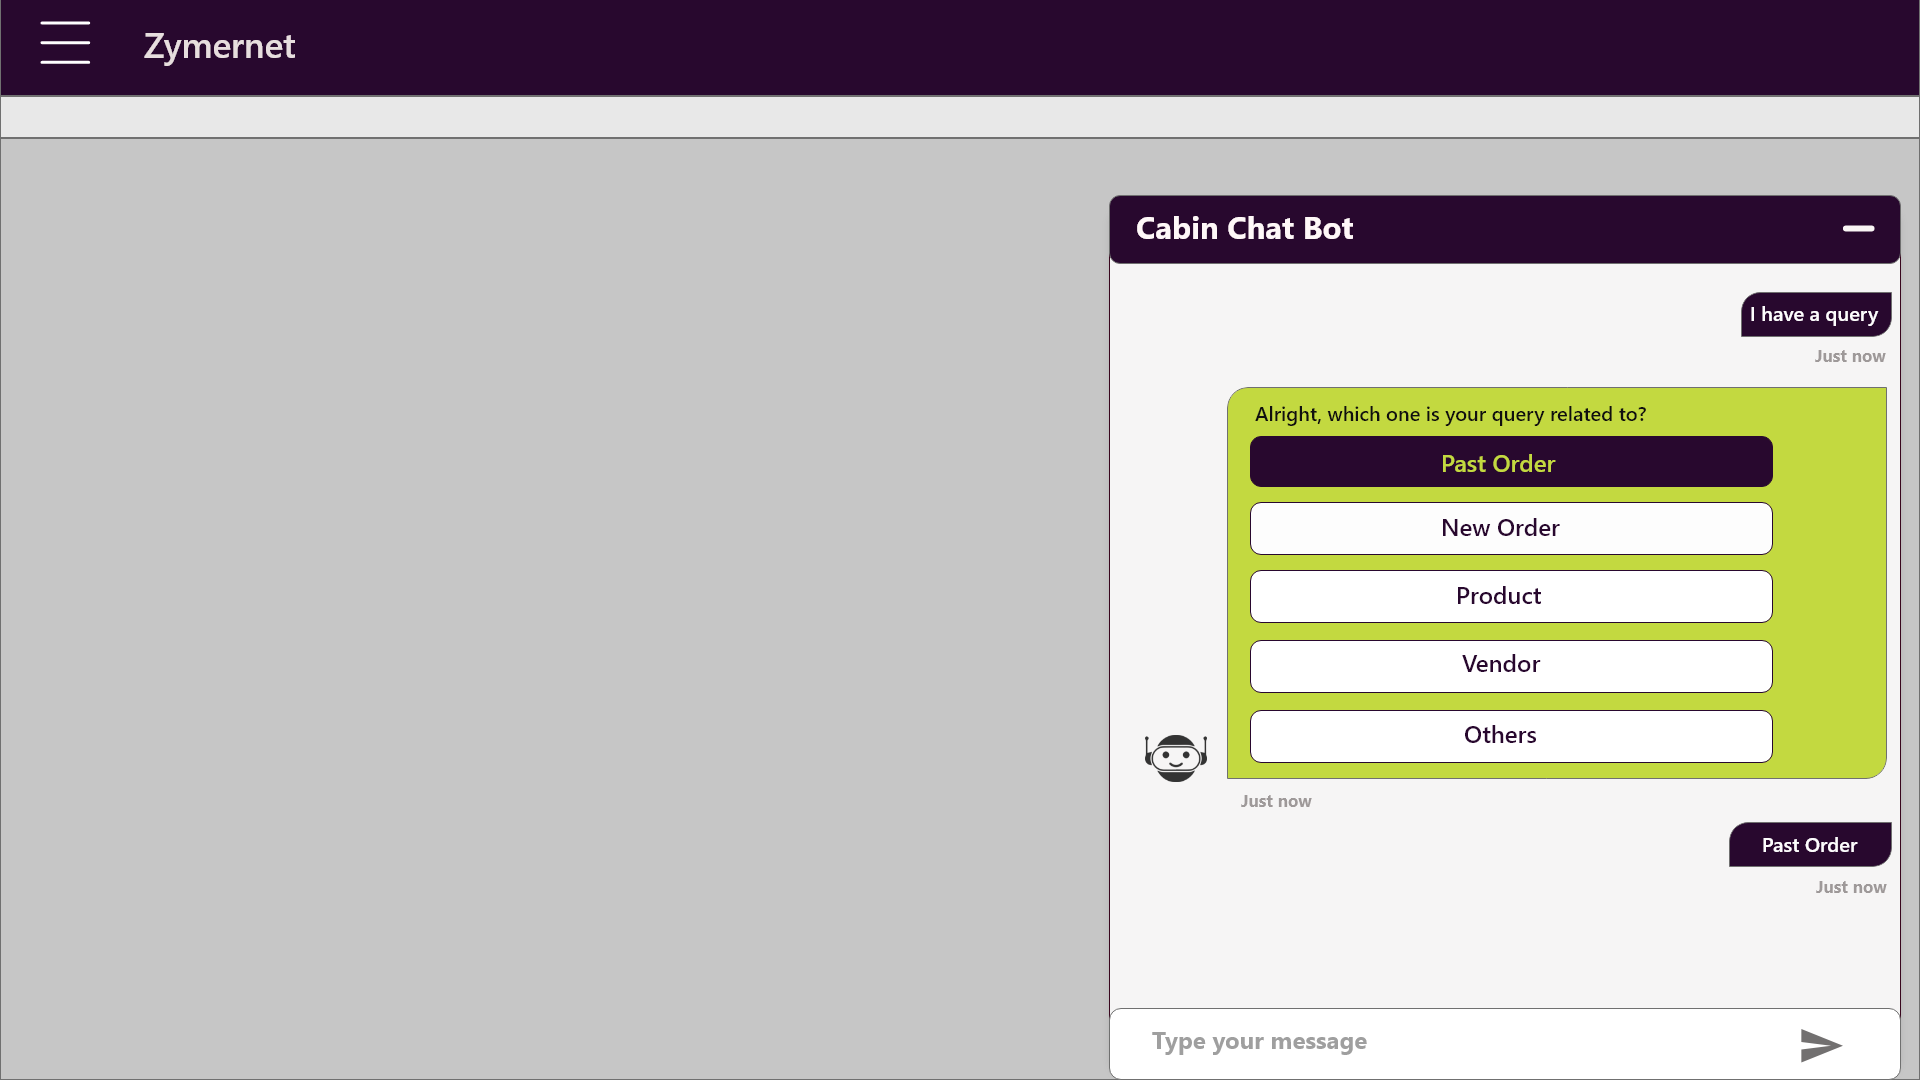 Zymernet
Cabin Chat Bot
I have a query
Just now
Alright, which one is your query related to?
Past Order
New Order
Product
Vendor
Others
Just now
Past Order
Just now
Type your message